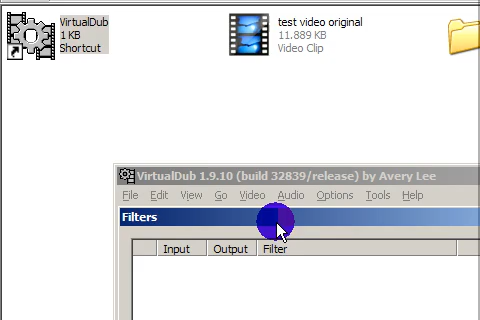 VirtualDub
1 KB
Shortcut
test video original
11.889 KB
Video Clip
VirtualDub 1.9.10 (build 32839/release) by Avery Lee
File Edit View Go Video Audio Options Tools Help
Filters
Input Output Filter